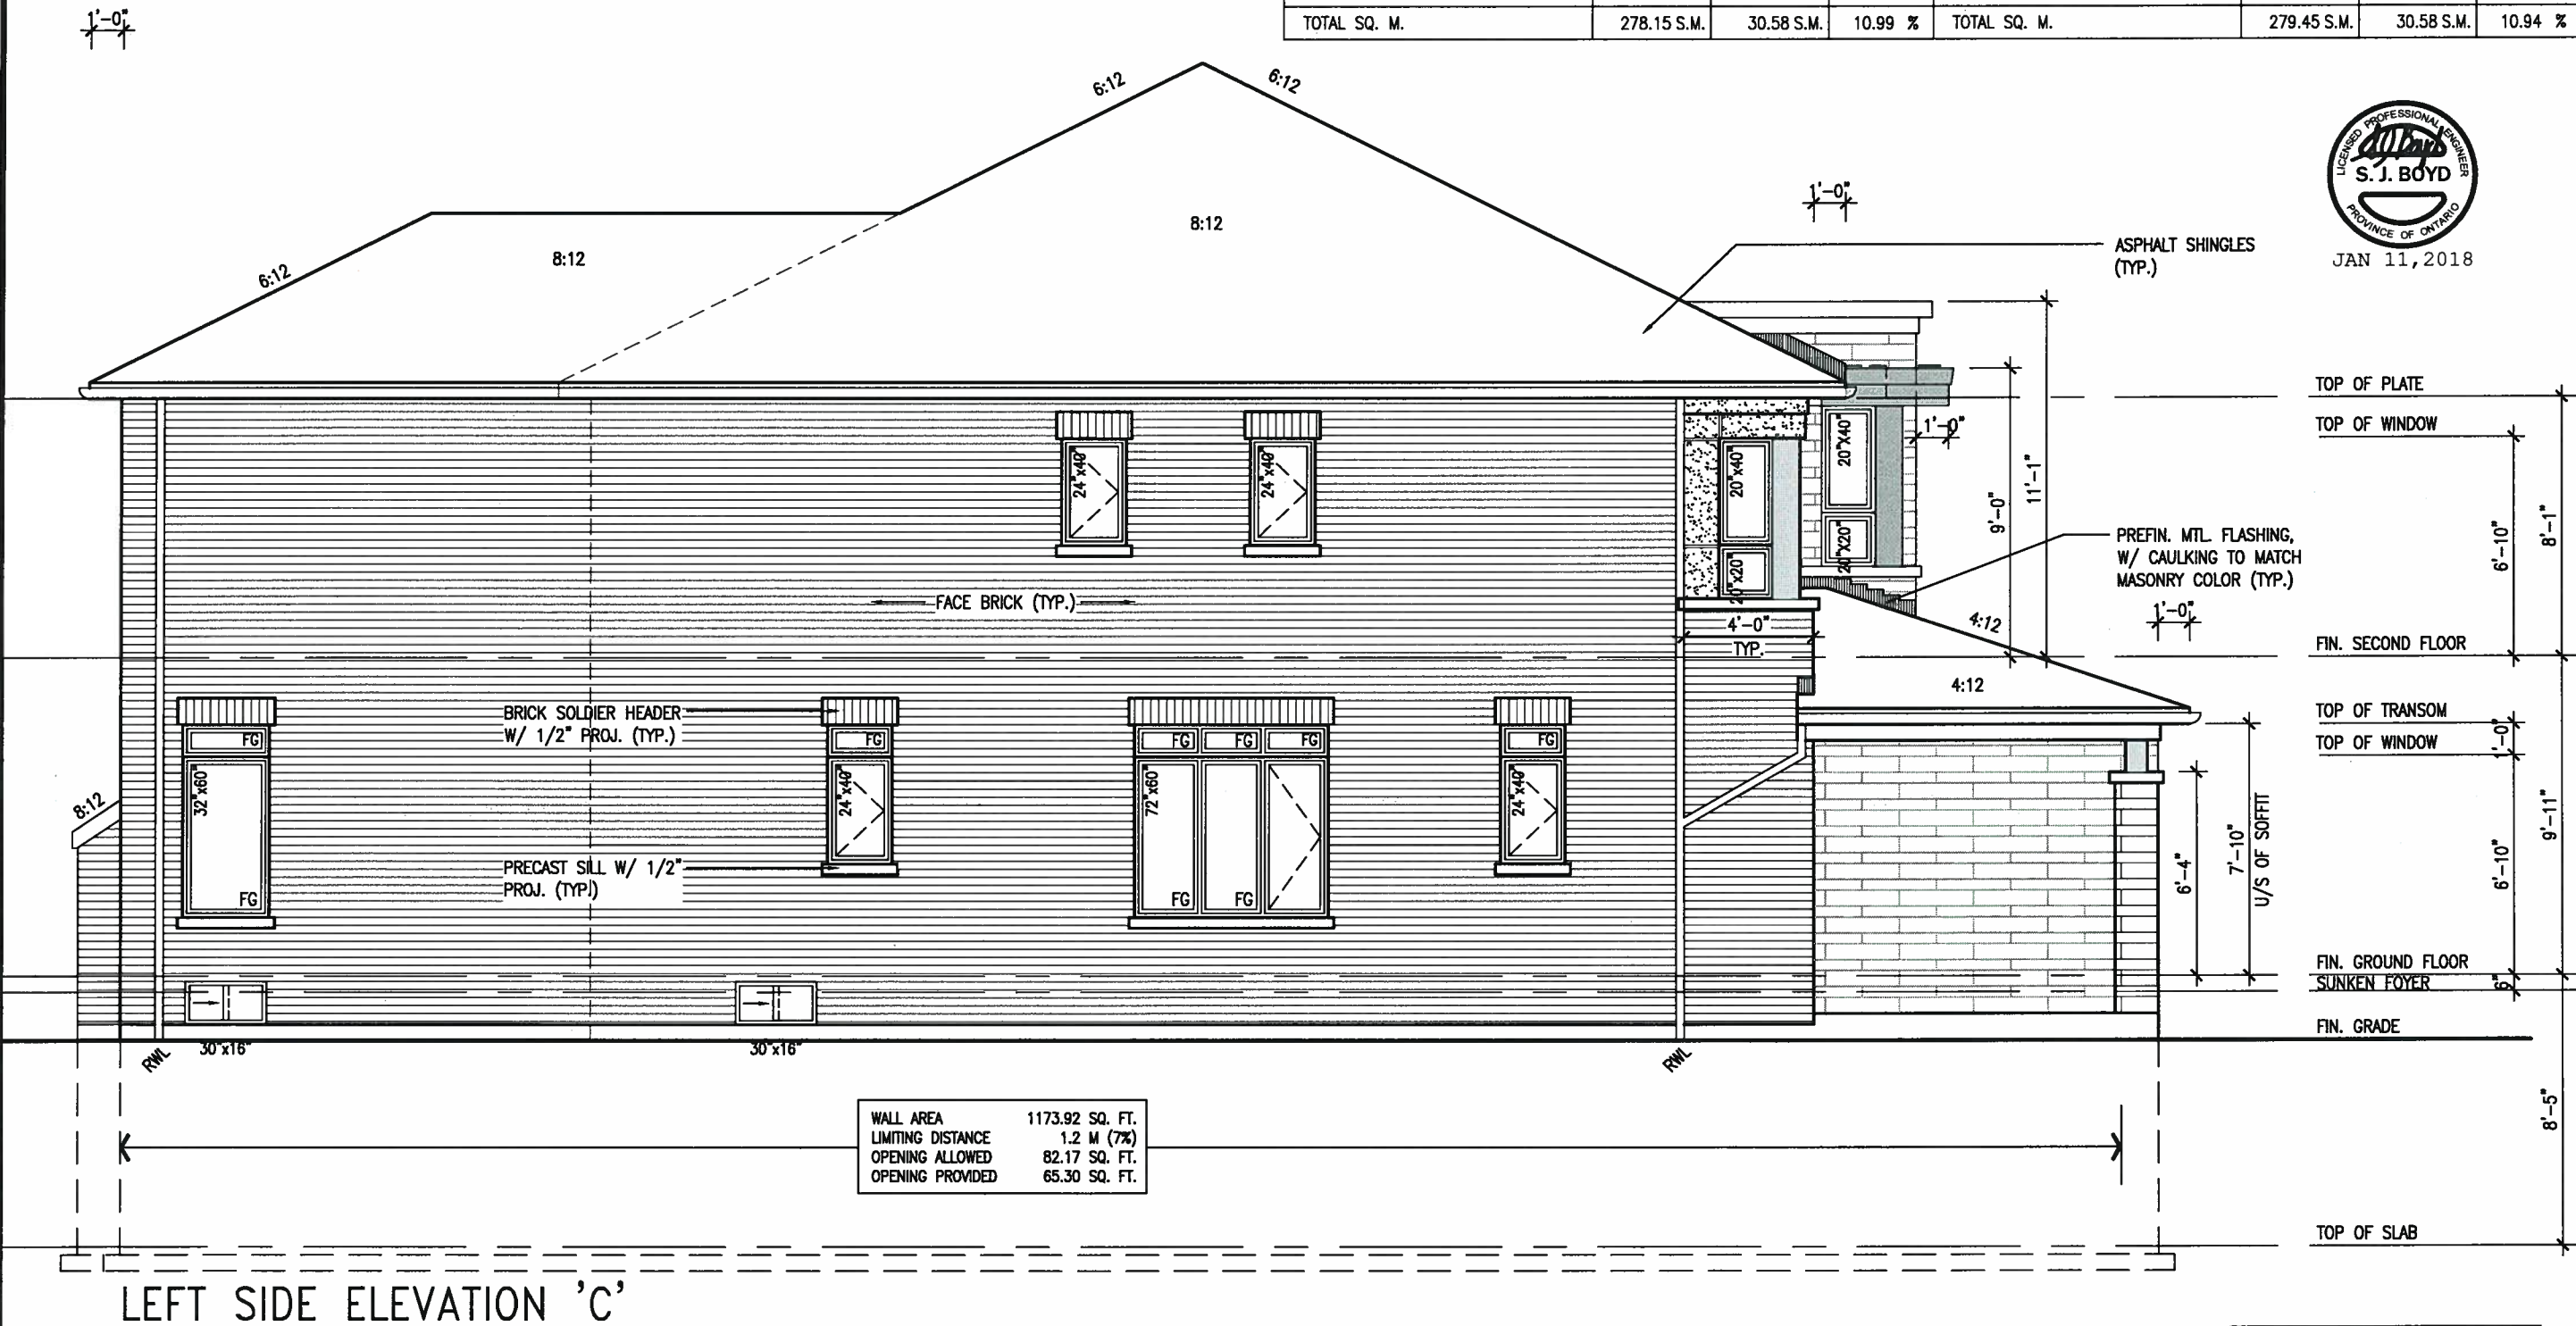 1'-0"
TOTAL SQ. M. 278.15 S.M. 30.58 S.M. 10.99 % TOTAL SQ. M. 279.45 S.M. 30.58 S.M. 10.94 %
6:12
6:12
LICENSED PROFESSIONAL ENGINEER
S. J. BOYD
PROVINCE OF ONTARIO
JAN 11,2018
1'-0"
8:12
8:12
6:12
ASPHALT SHINGLES
(TYP.)
TOP OF PLATE
TOP OF WINDOW
1'-0"
24"x40"
24"x40"
20"x40"
20"X40"
20"x20"
20"X20"
9'-0"
11'-1"
6'-10"
8'-1"
PREFIN. MTL. FLASHING,
W/ CAULKING TO MATCH
MASONRY COLOR (TYP.)
1'-0"
FACE BRICK (TYP.)
4'-0"
TYP.
4:12
FIN. SECOND FLOOR
4:12
BRICK SOLDIER HEADER
W/ 1/2" PROJ. (TYP.)
TOP OF TRANSOM
TOP OF WINDOW
1'-0"
FG
FG
FG FG FG
FG
8:12
32"x60"
24"x40"
72"x60"
24"x40"
PRECAST SILL W/ 1/2"
PROJ. (TYP.)
FG
FG FG
6'-4"
7'-10"
U/S OF SOFFIT
6'-10"
9'-11"
FIN. GROUND FLOOR
SUNKEN FOYER
6"
FIN. GRADE
RWL
30"x16"
30"x16"
RWL
WALL AREA 1173.92 SQ. FT.
LIMITING DISTANCE 1.2 M (7%)
OPENING ALLOWED 82.17 SQ. FT.
OPENING PROVIDED 65.30 SQ. FT.
8'-5"
TOP OF SLAB
LEFT SIDE ELEVATION 'C'